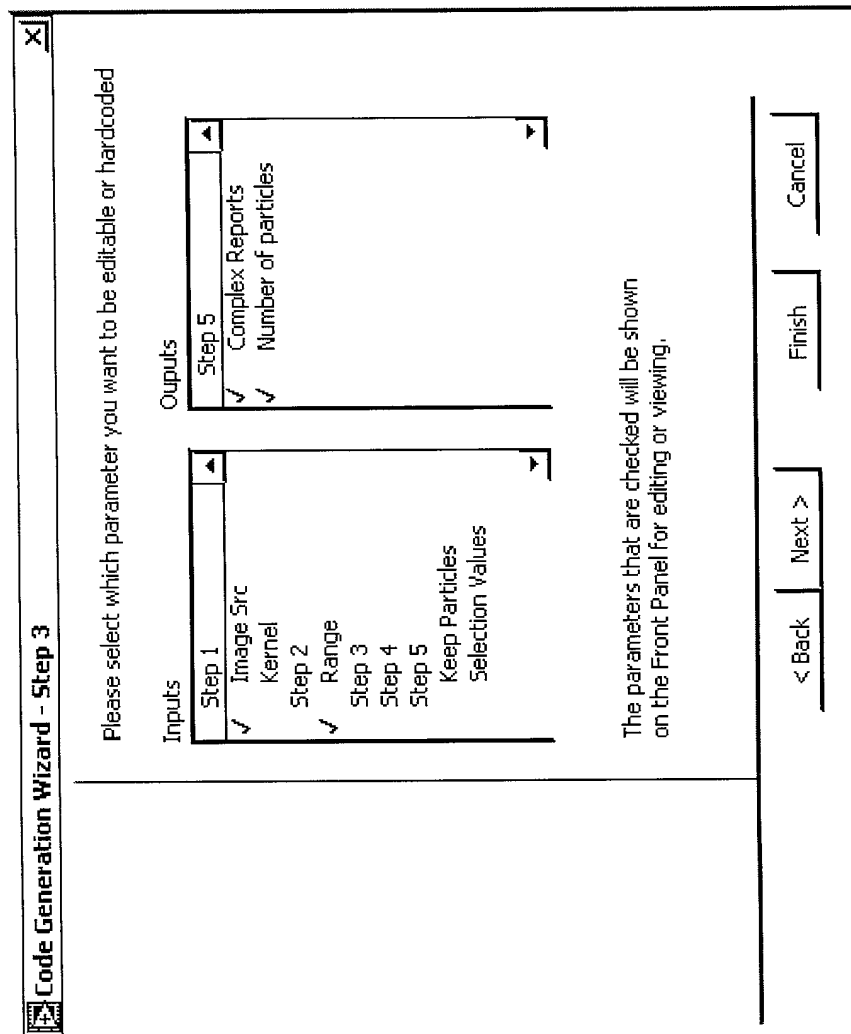 Code Generation Wizard - Step 3
Please select which parameter you want to be editable or hardcoded
Inputs
Step 1
✓ Image Src
Kernel
Step 2
✓ Range
Step 3
Step 4
Step 5
Keep Particles
Selection Values
Ouputs
Step 5
✓ Complex Reports
✓ Number of particles
The parameters that are checked will be shown
on the Front Panel for editing or viewing.
< Back
Next >
Finish
Cancel